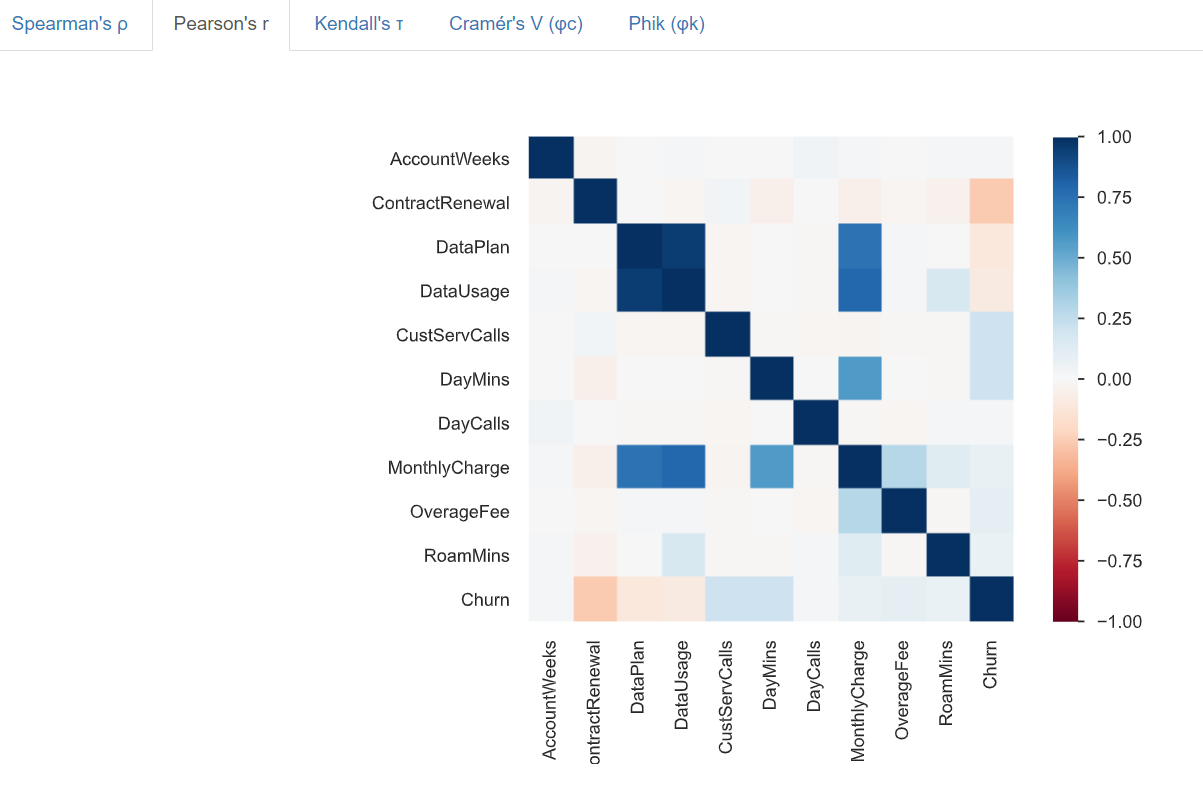 Spearman's ρ Pearson's r Kendall's τ Cramér's V (φc) Phik (φk)
AccountWeeks
ContractRenewal
DataPlan
DataUsage
CustServCalls
DayMins
DayCalls
MonthlyCharge
OverageFee
RoamMins
Churn
1.00
0.75
0.50
0.25
0.00
−0.25
−0.50
−0.75
−1.00
AccountWeeks
ontractRenewal
DataPlan
DataUsage
CustServCalls
DayMins
DayCalls
MonthlyCharge
OverageFee
RoamMins
Churn